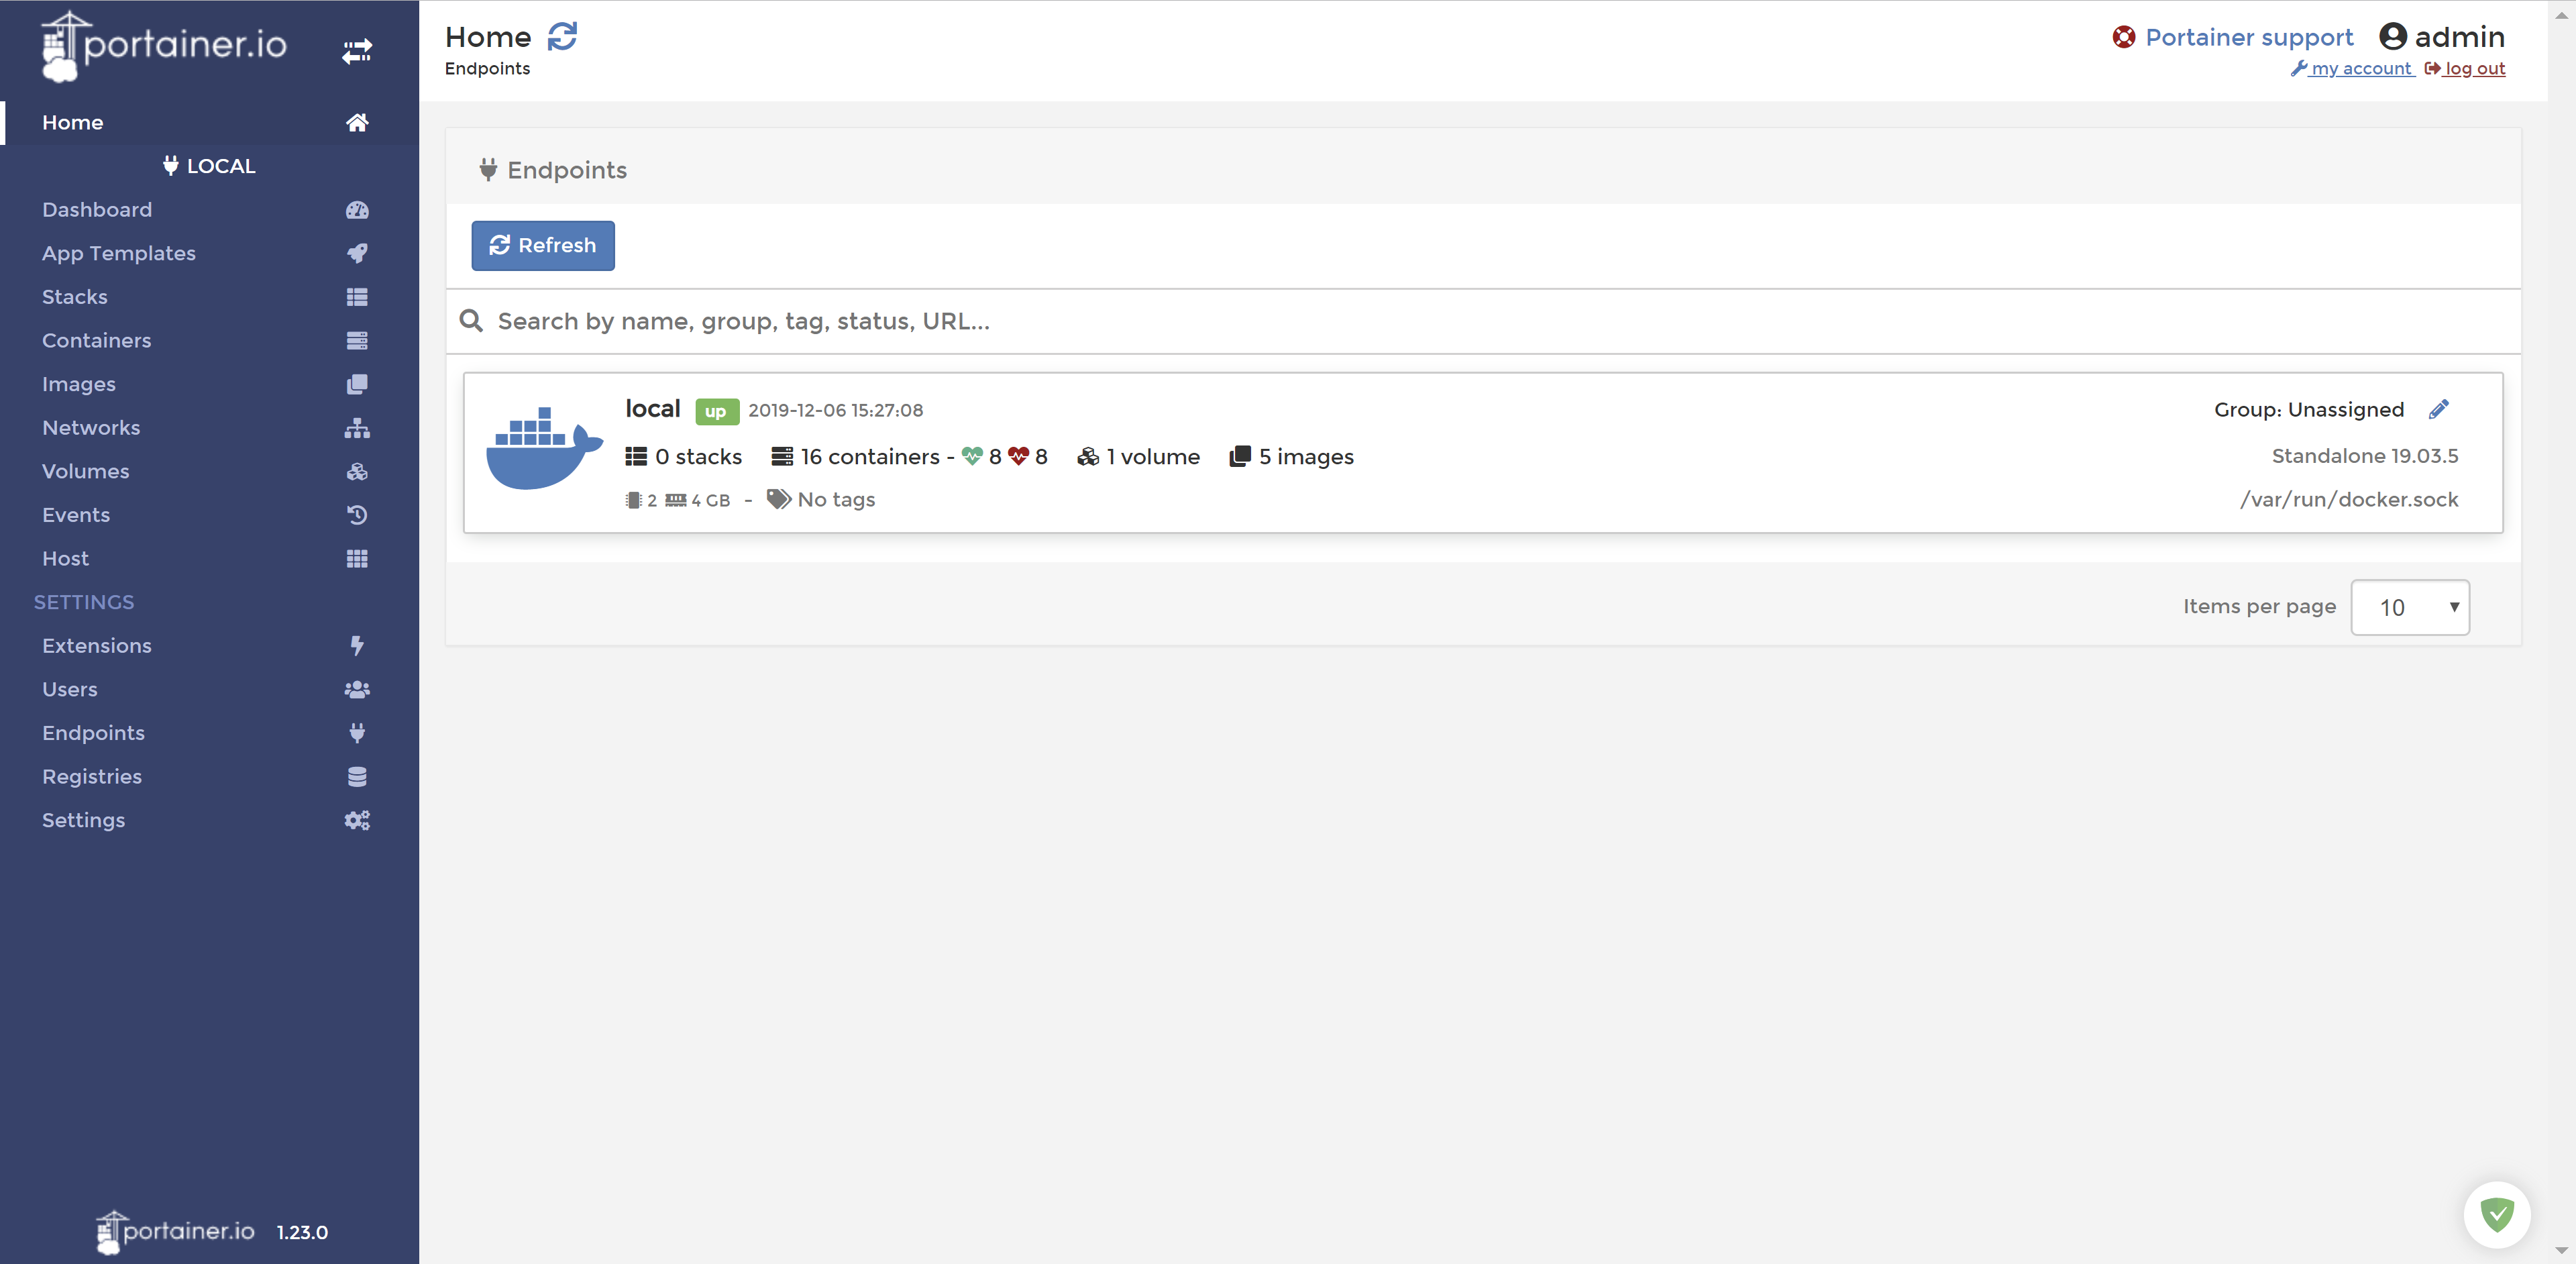 portainer.io
Home
LOCAL
Dashboard
App Templates
Stacks
Containers
Images
Networks
Volumes
Events
Host
SETTINGS
Extensions
Users
Endpoints
Registries
Settings
portainer.io 1.23.0
Home
Endpoints
Portainer support admin
my account log out
Endpoints
Refresh
Search by name, group, tag, status, URL...
local up 2019-12-06 15:27:08
Group: Unassigned
0 stacks 16 containers - 8 8 1 volume 5 images
Standalone 19.03.5
2 4 GB - No tags
/var/run/docker.sock
Items per page 10